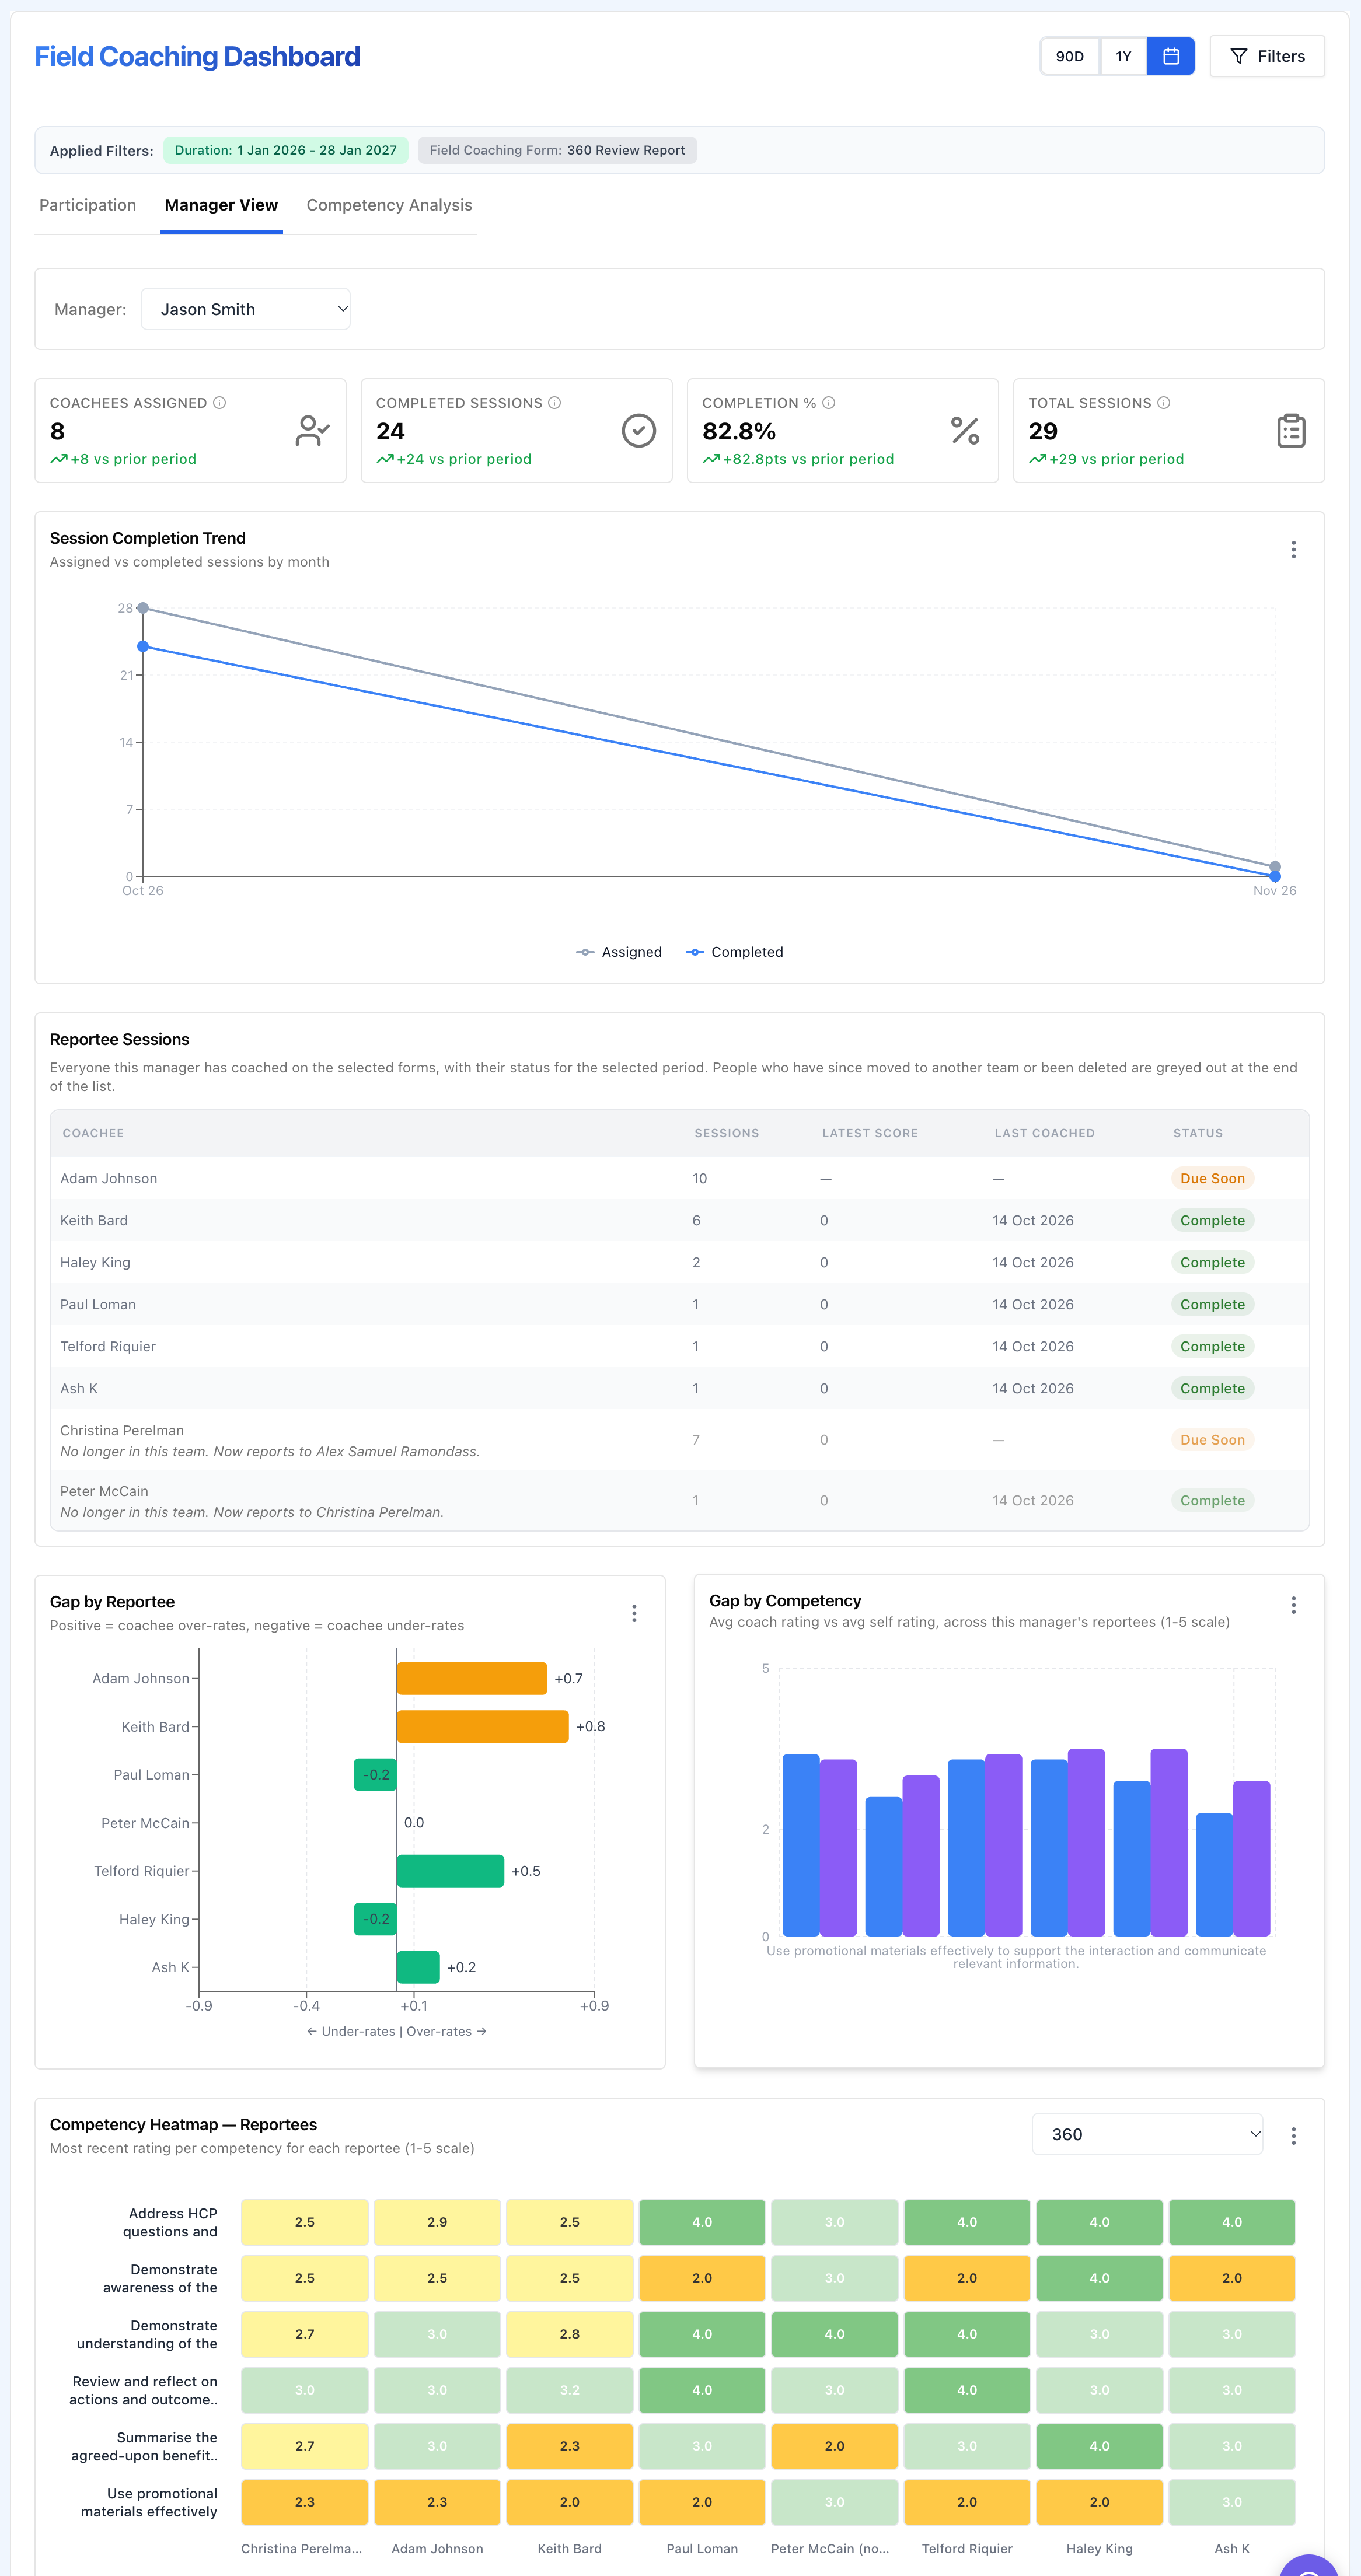 Field Coaching Dashboard
90D
1Y
Filters
Applied Filters:
Duration: 1 Jan 2026 - 28 Jan 2027
Field Coaching Form: 360 Review Report
Participation
Manager View
Competency Analysis
Manager:
Jason Smith
COACHEES ASSIGNED
8
+8 vs prior period
COMPLETED SESSIONS
24
+24 vs prior period
COMPLETION %
82.8%
+82.8pts vs prior period
TOTAL SESSIONS
29
+29 vs prior period
Session Completion Trend
Assigned vs completed sessions by month
28
21
14
7
0
Oct 26
Nov 26
Assigned
Completed
Reportee Sessions
Everyone this manager has coached on the selected forms, with their status for the selected period. People who have since moved to another team or been deleted are greyed out at the end
of the list.
COACHEE SESSIONS LATEST SCORE LAST COACHED STATUS
Adam Johnson 10 — — Due Soon
Keith Bard 6 0 14 Oct 2026 Complete
Haley King 2 0 14 Oct 2026 Complete
Paul Loman 1 0 14 Oct 2026 Complete
Telford Riquier 1 0 14 Oct 2026 Complete
Ash K 1 0 14 Oct 2026 Complete
Christina Perelman
No longer in this team. Now reports to Alex Samuel Ramondass.
7 0 — Due Soon
Peter McCain
No longer in this team. Now reports to Christina Perelman.
1 0 14 Oct 2026 Complete
Gap by Reportee
Positive = coachee over-rates, negative = coachee under-rates
Adam Johnson +0.7
Keith Bard +0.8
Paul Loman -0.2
Peter McCain 0.0
Telford Riquier +0.5
Haley King -0.2
Ash K +0.2
-0.9 -0.4 +0.1 +0.9
← Under-rates | Over-rates →
Gap by Competency
Avg coach rating vs avg self rating, across this manager's reportees (1-5 scale)
5
2
0
Use promotional materials effectively to support the interaction and communicate
relevant information.
Competency Heatmap — Reportees
Most recent rating per competency for each reportee (1-5 scale)
360
Address HCP
questions and
2.5 2.9 2.5 4.0 3.0 4.0 4.0 4.0
Demonstrate
awareness of the
2.5 2.5 2.5 2.0 3.0 2.0 4.0 2.0
Demonstrate
understanding of the
2.7 3.0 2.8 4.0 4.0 4.0 3.0 3.0
Review and reflect on
actions and outcome..
3.0 3.0 3.2 4.0 3.0 4.0 3.0 3.0
Summarise the
agreed-upon benefit..
2.7 3.0 2.3 3.0 2.0 3.0 4.0 3.0
Use promotional
materials effectively
2.3 2.3 2.0 2.0 3.0 2.0 2.0 3.0
Christina Perelma... Adam Johnson Keith Bard Paul Loman Peter McCain (no... Telford Riquier Haley King Ash K